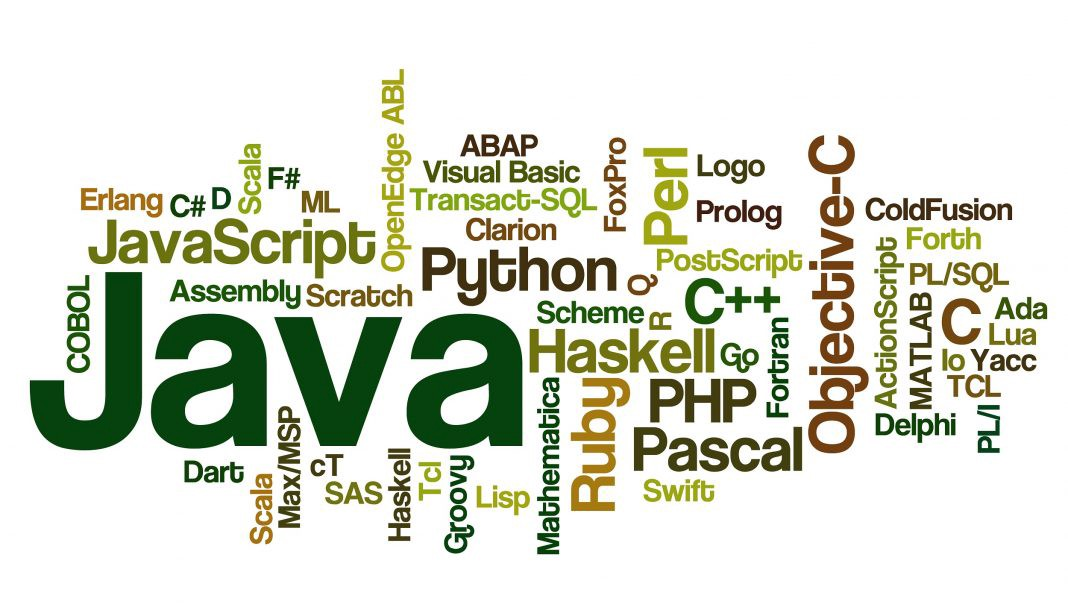 OpenEdge ABL
ABAP
Visual Basic
Transact-SQL
Clarion
FoxPro
Perl
Logo
Prolog
PostScript
Objective-C
ColdFusion
Forth
PL/SQL
ActionScript
MATLAB
C
Ada
Lua
Io
Yacc
TCL
Delphi
PL/I
Erlang
C#
D
Scala
F#
ML
JavaScript
Python
Q
C++
COBOL
Assembly
Scratch
Scheme
R
Java
Haskell
Go
Fortran
PHP
Pascal
Ruby
Swift
Mathematica
Dart
Scala
Max/MSP
cT
SAS
Haskell
Tcl
Groovy
Lisp